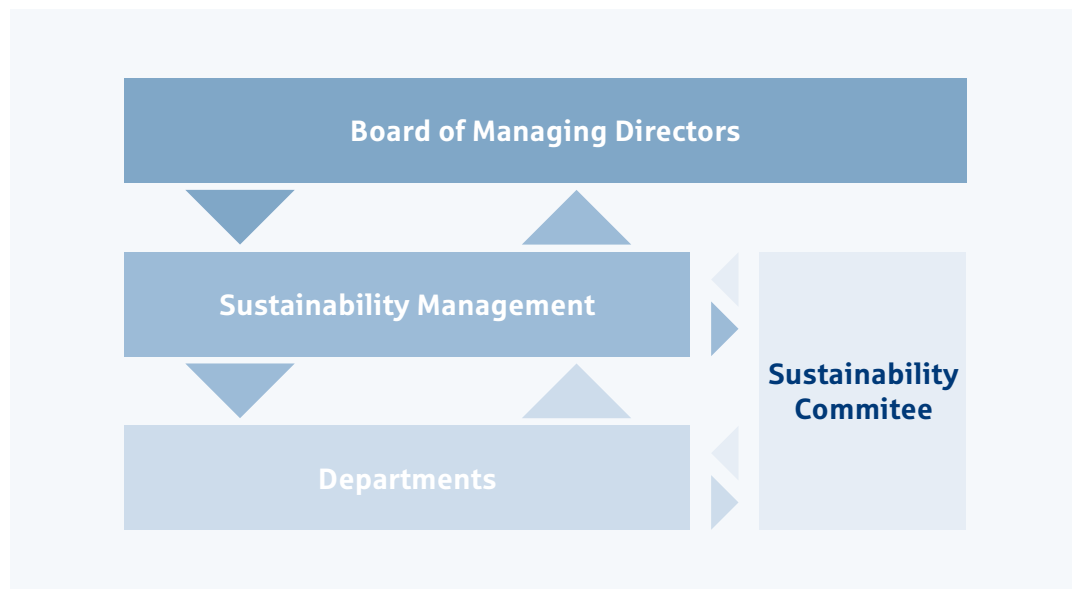 Board of Managing Directors
Sustainability Management
Sustainability
Commitee
Departments